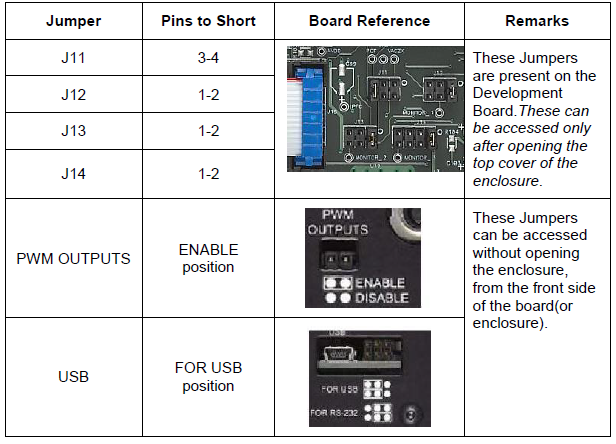 Jumper Pins to Short Board Reference Remarks
J11 3-4
J12 1-2
J13 1-2
J14 1-2
J11
MONITOR_1
MONITOR_2
MONITOR_
These Jumpers
are present on the
Development
Board.These can
be accessed only
after opening the
top cover of the
enclosure.
PWM OUTPUTS
ENABLE
position
PWM
OUTPUTS
ENABLE
DISABLE
These Jumpers
can be accessed
without opening
the enclosure,
from the front side
of the board(or
enclosure).
USB
FOR USB
position
USB
FOR USB
FOR RS-232